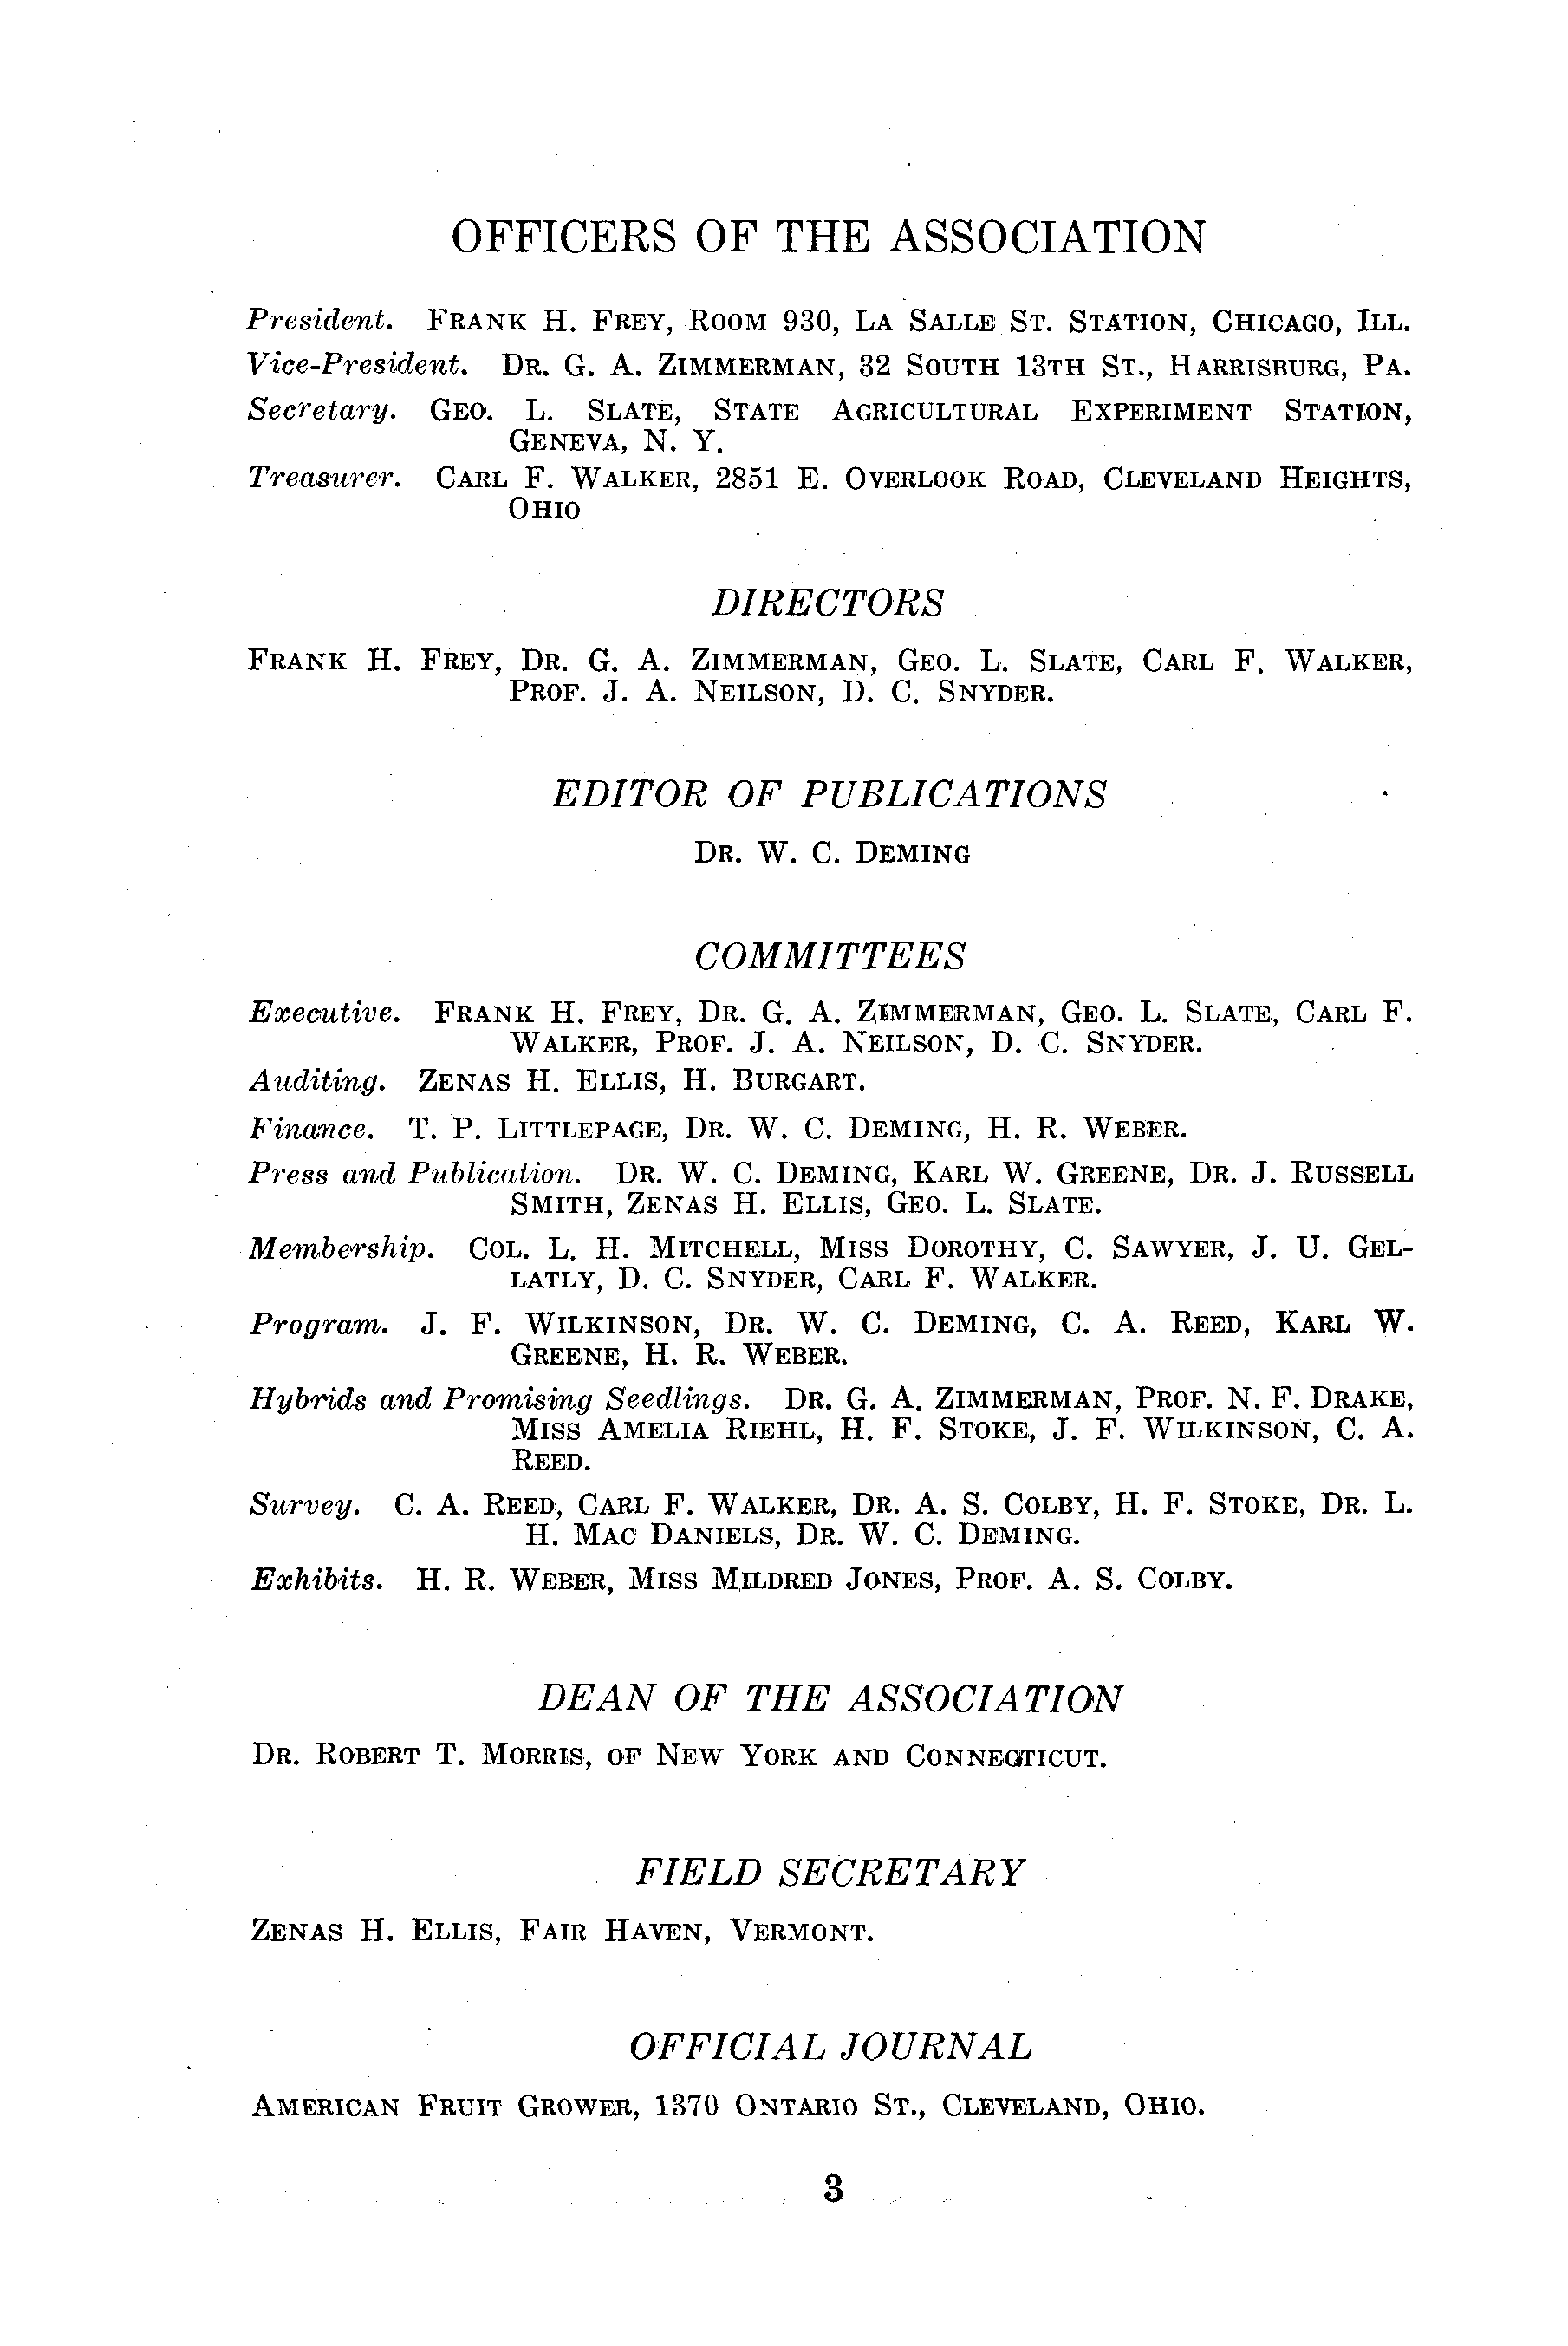 OFFICERS OF THE ASSOCIATION
President. FRANK H. FREY, ROOM 930, LA SALLE ST. STATION, CHICAGO, ILL.
Vice-President. DR. G. A. ZIMMERMAN, 32 SOUTH 13TH ST., HARRISBURG, PA.
Secretary. GEO. L. SLATE, STATE AGRICULTURAL EXPERIMENT STATION,
GENEVA, N. Y.
Treasurer. CARL F. WALKER, 2851 E. OVERLOOK ROAD, CLEVELAND HEIGHTS,
OHIO
DIRECTORS
FRANK H. FREY, DR. G. A. ZIMMERMAN, GEO. L. SLATE, CARL F. WALKER,
PROF. J. A. NEILSON, D. C. SNYDER.
EDITOR OF PUBLICATIONS
DR. W. C. DEMING
COMMITTEES
Executive. FRANK H. FREY, DR. G. A. ZIMMERMAN, GEO. L. SLATE, CARL F.
WALKER, PROF. J. A. NEILSON, D. C. SNYDER.
Auditing. ZENAS H. ELLIS, H. BURGART.
Finance. T. P. LITTLEPAGE, DR. W. C. DEMING, H. R. WEBER.
Press and Publication. DR. W. C. DEMING, KARL W. GREENE, DR. J. RUSSELL
SMITH, ZENAS H. ELLIS, GEO. L. SLATE.
Membership. COL. L. H. MITCHELL, MISS DOROTHY, C. SAWYER, J. U. GEL-
LATLY, D. C. SNYDER, CARL F. WALKER.
Program. J. F. WILKINSON, DR. W. C. DEMING, C. A. REED, KARL W.
GREENE, H. R. WEBER.
Hybrids and Promising Seedlings. DR. G. A. ZIMMERMAN, PROF. N. F. DRAKE,
MISS AMELIA RIEHL, H. F. STOKE, J. F. WILKINSON, C. A.
REED.
Survey. C. A. REED, CARL F. WALKER, DR. A. S. COLBY, H. F. STOKE, DR. L.
H. MAC DANIELS, DR. W. C. DEMING.
Exhibits. H. R. WEBER, MISS MILDRED JONES, PROF. A. S. COLBY.
DEAN OF THE ASSOCIATION
DR. ROBERT T. MORRIS, OF NEW YORK AND CONNECTICUT.
FIELD SECRETARY
ZENAS H. ELLIS, FAIR HAVEN, VERMONT.
OFFICIAL JOURNAL
AMERICAN FRUIT GROWER, 1370 ONTARIO ST., CLEVELAND, OHIO.
3